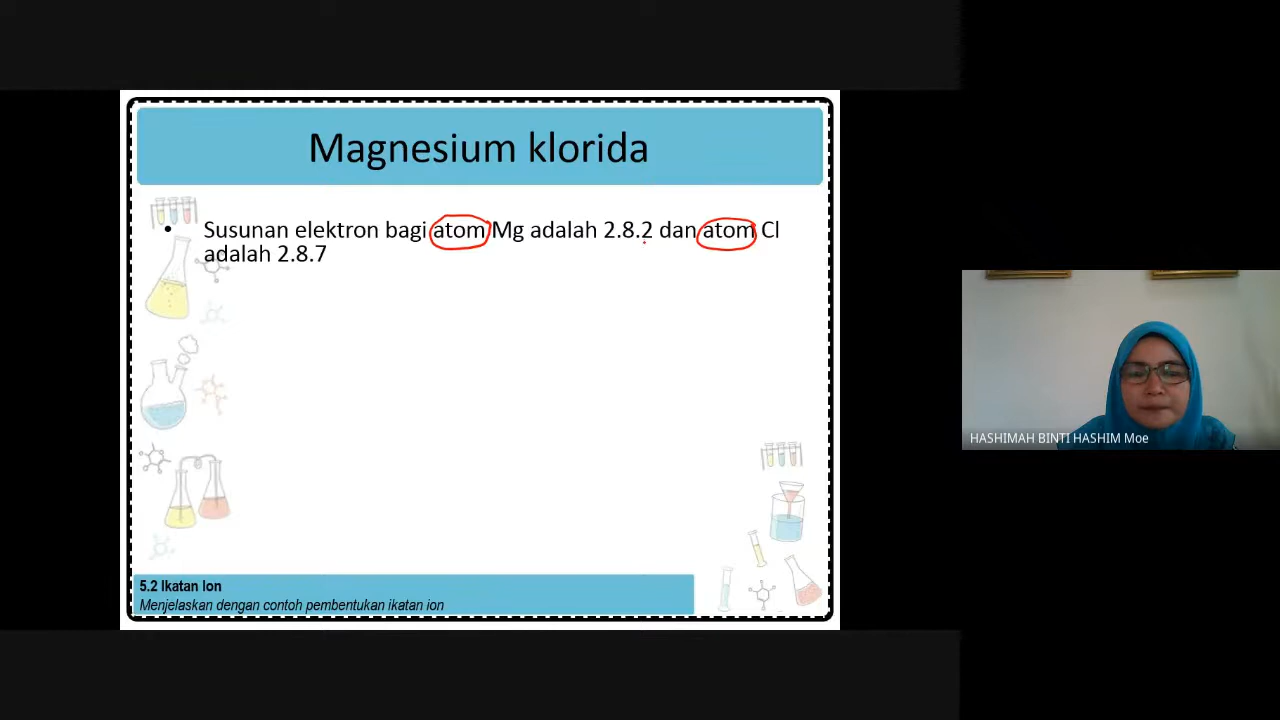 Magnesium klorida
• Susunan elektron bagi atom Mg adalah 2.8.2 dan atom Cl
adalah 2.8.7
5.2 Ikatan Ion
Menjelaskan dengan contoh pembentukan ikatan ion
HASHIMAH BINTI HASHIM Moe